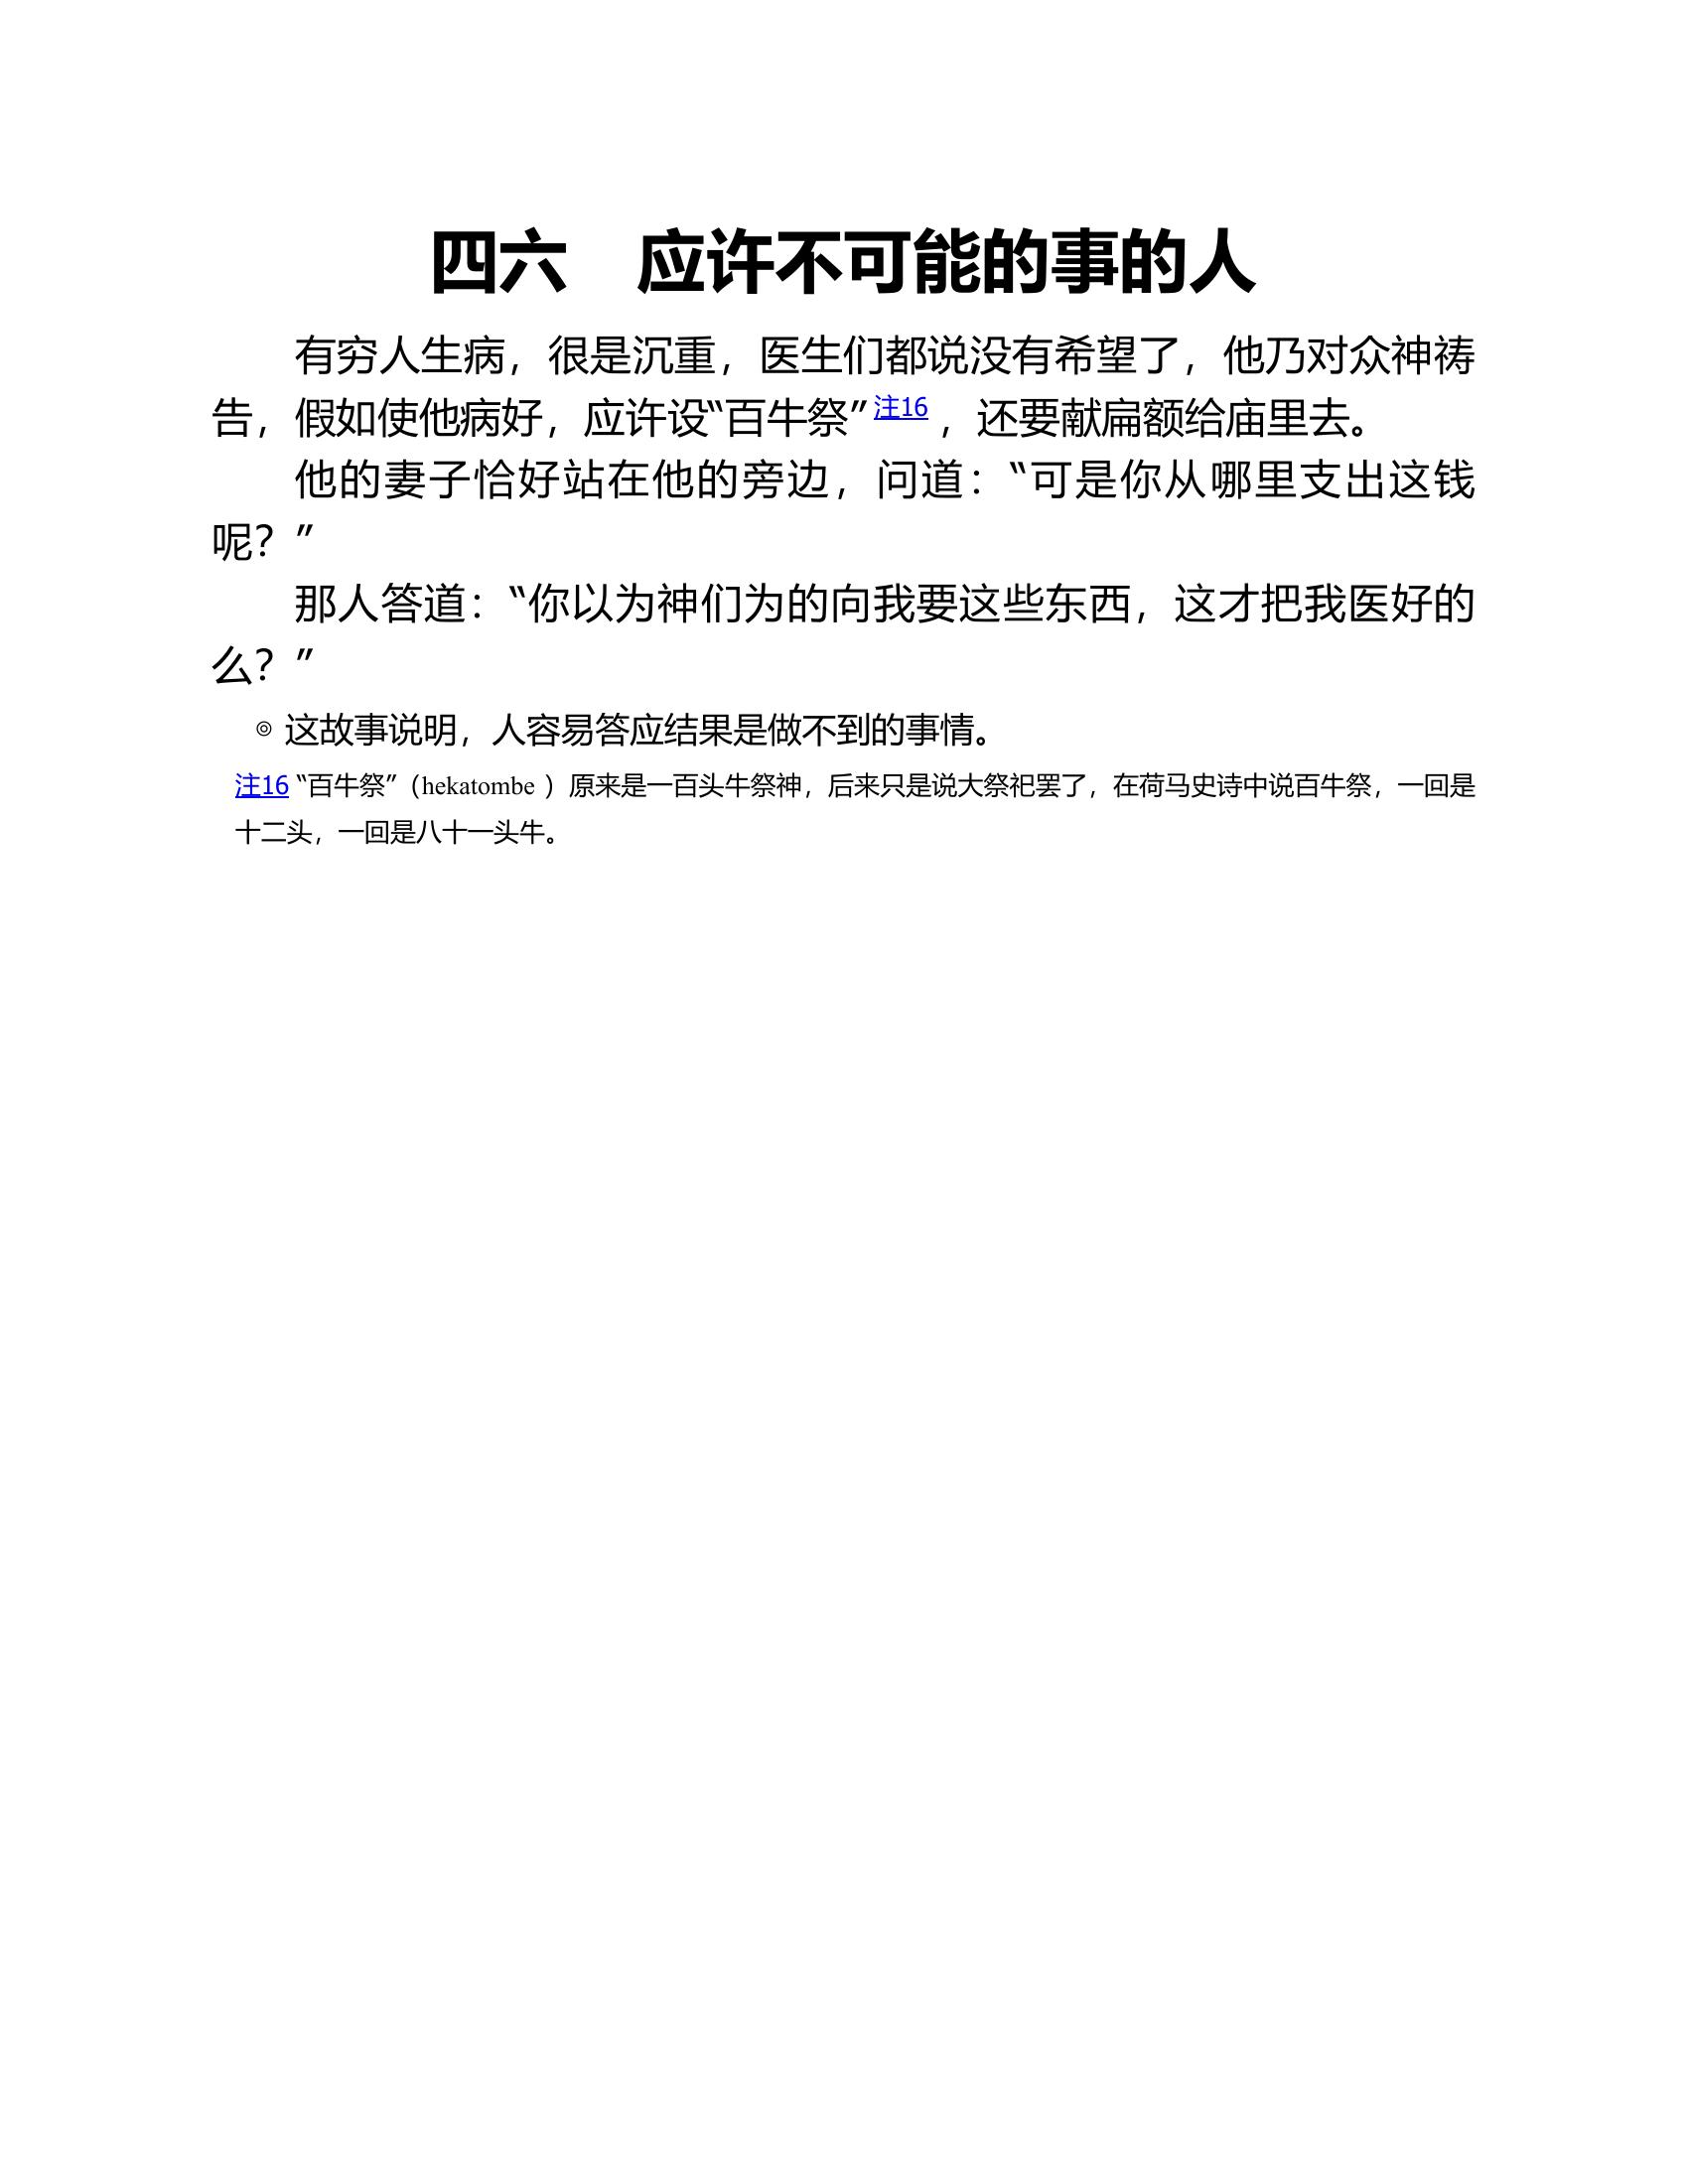 四六　应许不可能的事的人
有穷人生病，很是沉重，医生们都说没有希望了，他乃对众神祷
告，假如使他病好，应许设“百牛祭” 注16 ，还要献扁额给庙里去。
他的妻子恰好站在他的旁边，问道：“可是你从哪里支出这钱
呢？”
那人答道：“你以为神们为的向我要这些东西，这才把我医好的
么？”
◎ 这故事说明，人容易答应结果是做不到的事情。
注16 “百牛祭”（hekatombe ）原来是一百头牛祭神，后来只是说大祭祀罢了，在荷马史诗中说百牛祭，一回是
十二头，一回是八十一头牛。